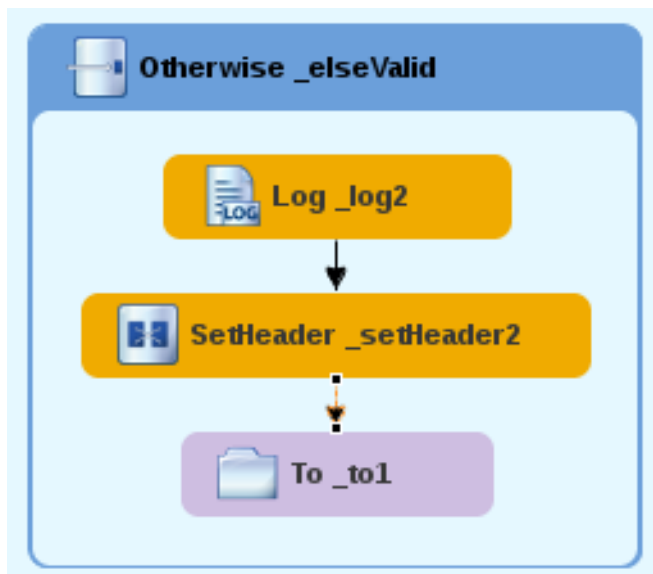 Otherwise _elseValid
LOG
Log _log2
SetHeader _setHeader2
To _to1